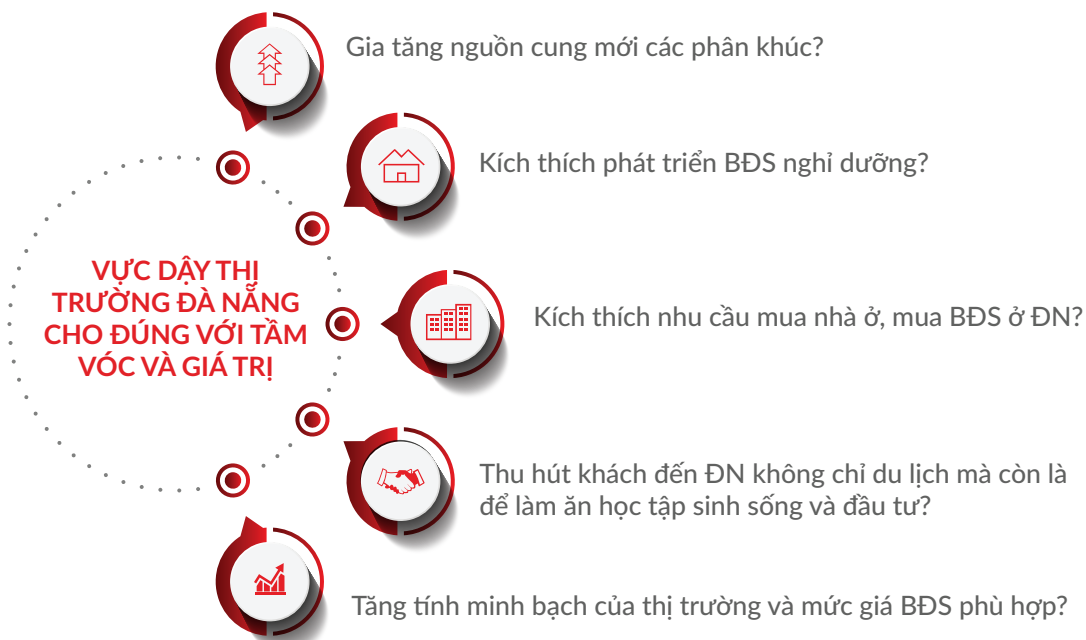 Gia tăng nguồn cung mới các phân khúc?
Kích thích phát triển BĐS nghỉ dưỡng?
VỰC DẬY THỊ
TRƯỜNG ĐÀ NẴNG
CHO ĐÚNG VỚI TẦM
VÓC VÀ GIÁ TRỊ
Kích thích nhu cầu mua nhà ở, mua BĐS ở ĐN?
Thu hút khách đến ĐN không chỉ du lịch mà còn là
để làm ăn học tập sinh sống và đầu tư?
Tăng tính minh bạch của thị trường và mức giá BĐS phù hợp?